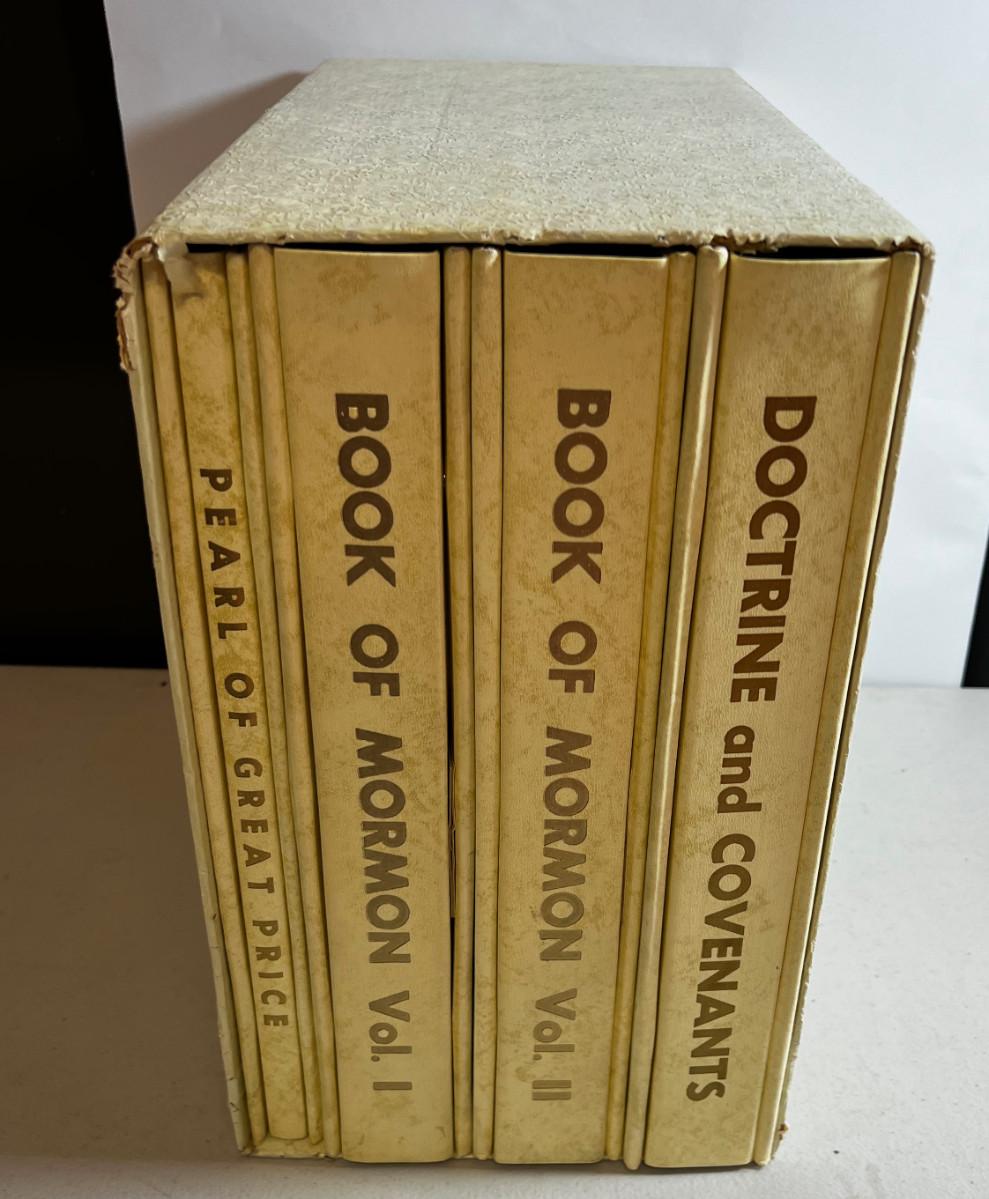 PEARL OF GREAT PRICE
BOOK OF MORMON Vol. I
BOOK OF MORMON Vol. II
DOCTRINE and COVENANTS